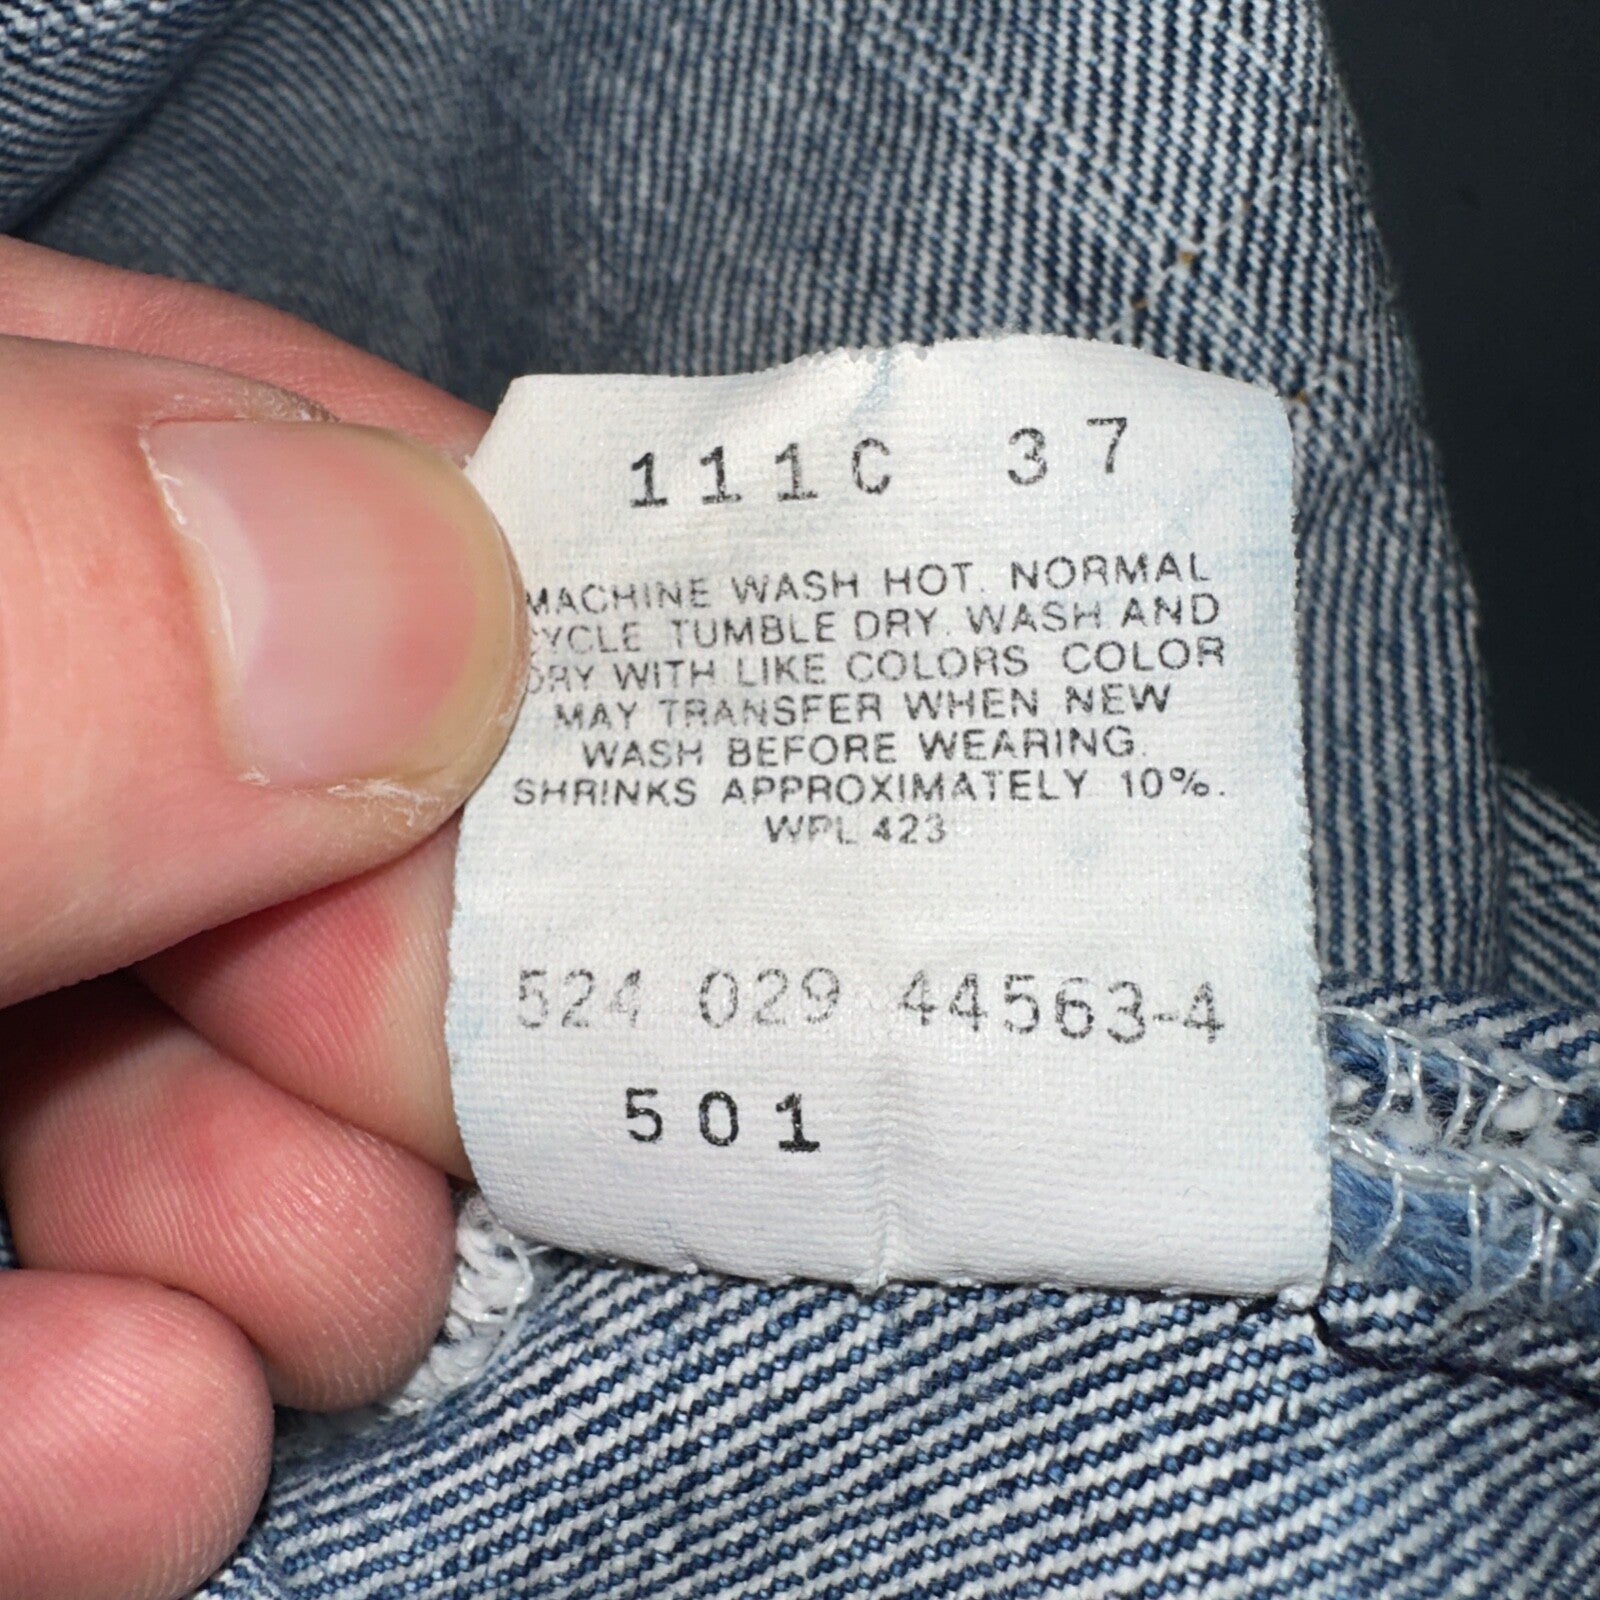 111C 37
MACHINE WASH HOT. NORMAL
CYCLE TUMBLE DRY. WASH AND
DRY WITH LIKE COLORS COLOR
MAY TRANSFER WHEN NEW
WASH BEFORE WEARING.
SHRINKS APPROXIMATELY 10%.
WPL 423
524 029 44563-4
501